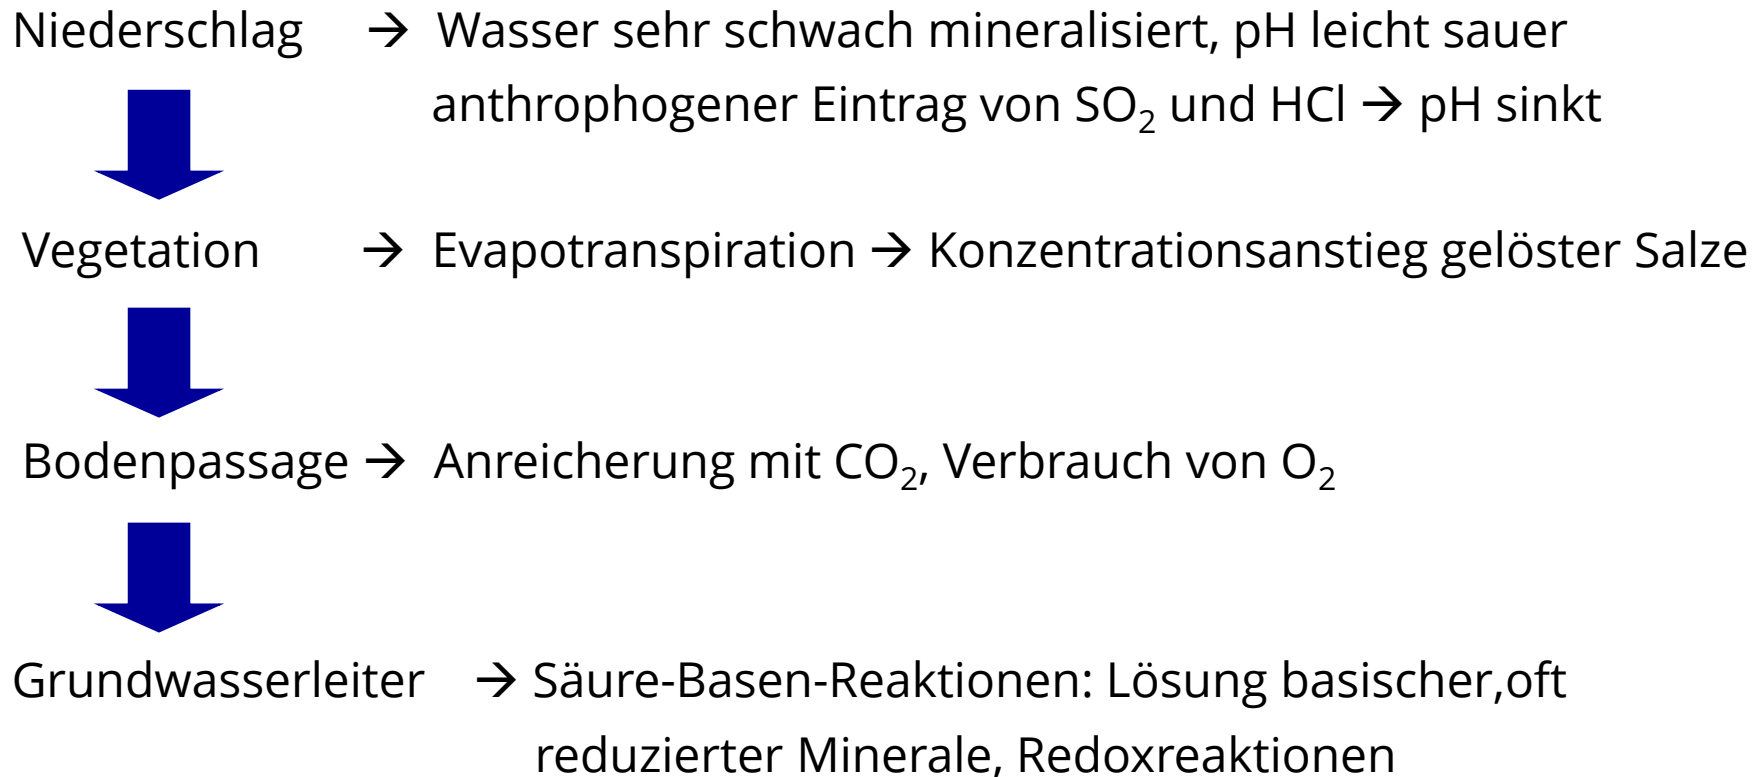 Niederschlag → Wasser sehr schwach mineralisiert, pH leicht sauer
anthrophogener Eintrag von SO₂ und HCl → pH sinkt
Vegetation → Evapotranspiration → Konzentrationsanstieg gelöster Salze
Bodenpassage → Anreicherung mit CO₂, Verbrauch von O₂
Grundwasserleiter → Säure-Basen-Reaktionen: Lösung basischer,oft
reduzierter Minerale, Redoxreaktionen